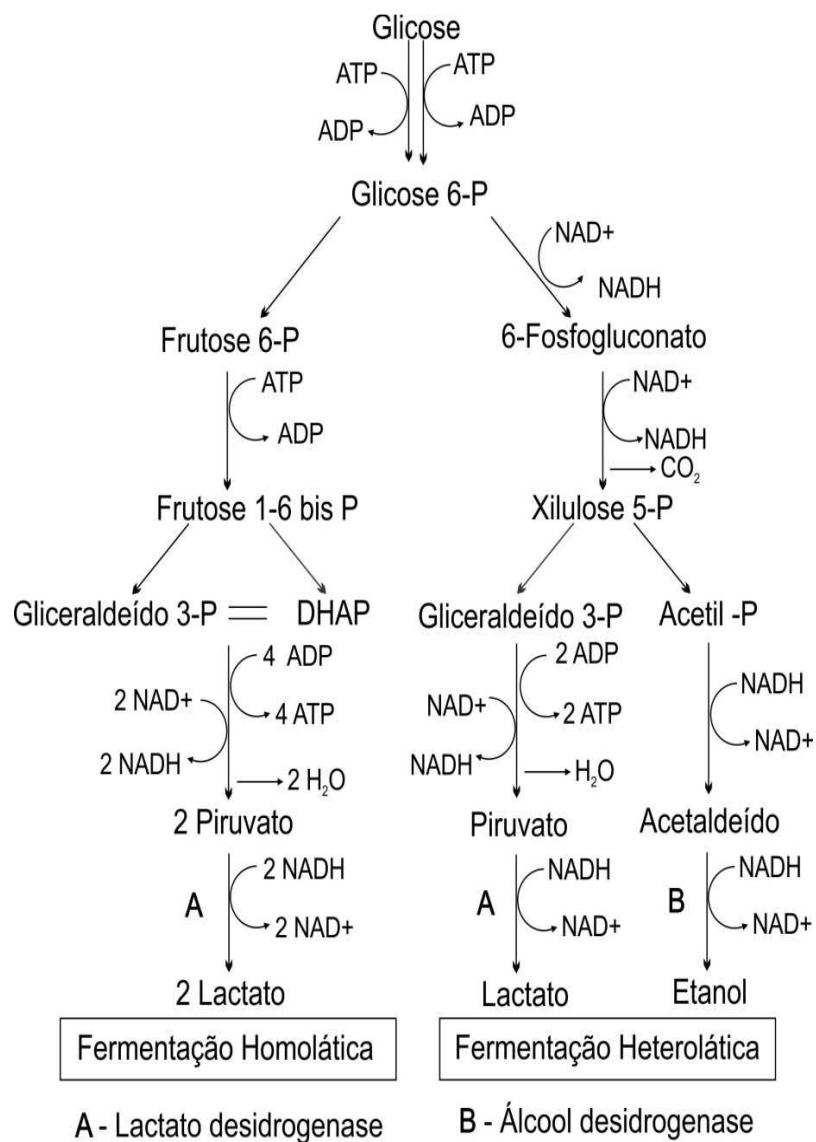 Glicose
ATP ATP
ADP ADP
Glicose 6-P
NAD+
NADH
Frutose 6-P 6-Fosfogluconato
ATP NAD+
ADP NADH
CO₂
Frutose 1-6 bis P Xilulose 5-P
Gliceraldeído 3-P DHAP Gliceraldeído 3-P Acetil -P
4 ADP 2 ADP NADH
2 NAD+ 4 ATP NAD+ 2 ATP NAD+
2 NADH 2 H₂O NADH H₂O
2 Piruvato Piruvato Acetaldeído
2 NADH NADH NADH
A A B
2 NAD+ NAD+ NAD+
2 Lactato Lactato Etanol
Fermentação Homolática Fermentação Heterolática
A - Lactato desidrogenase B - Álcool desidrogenase